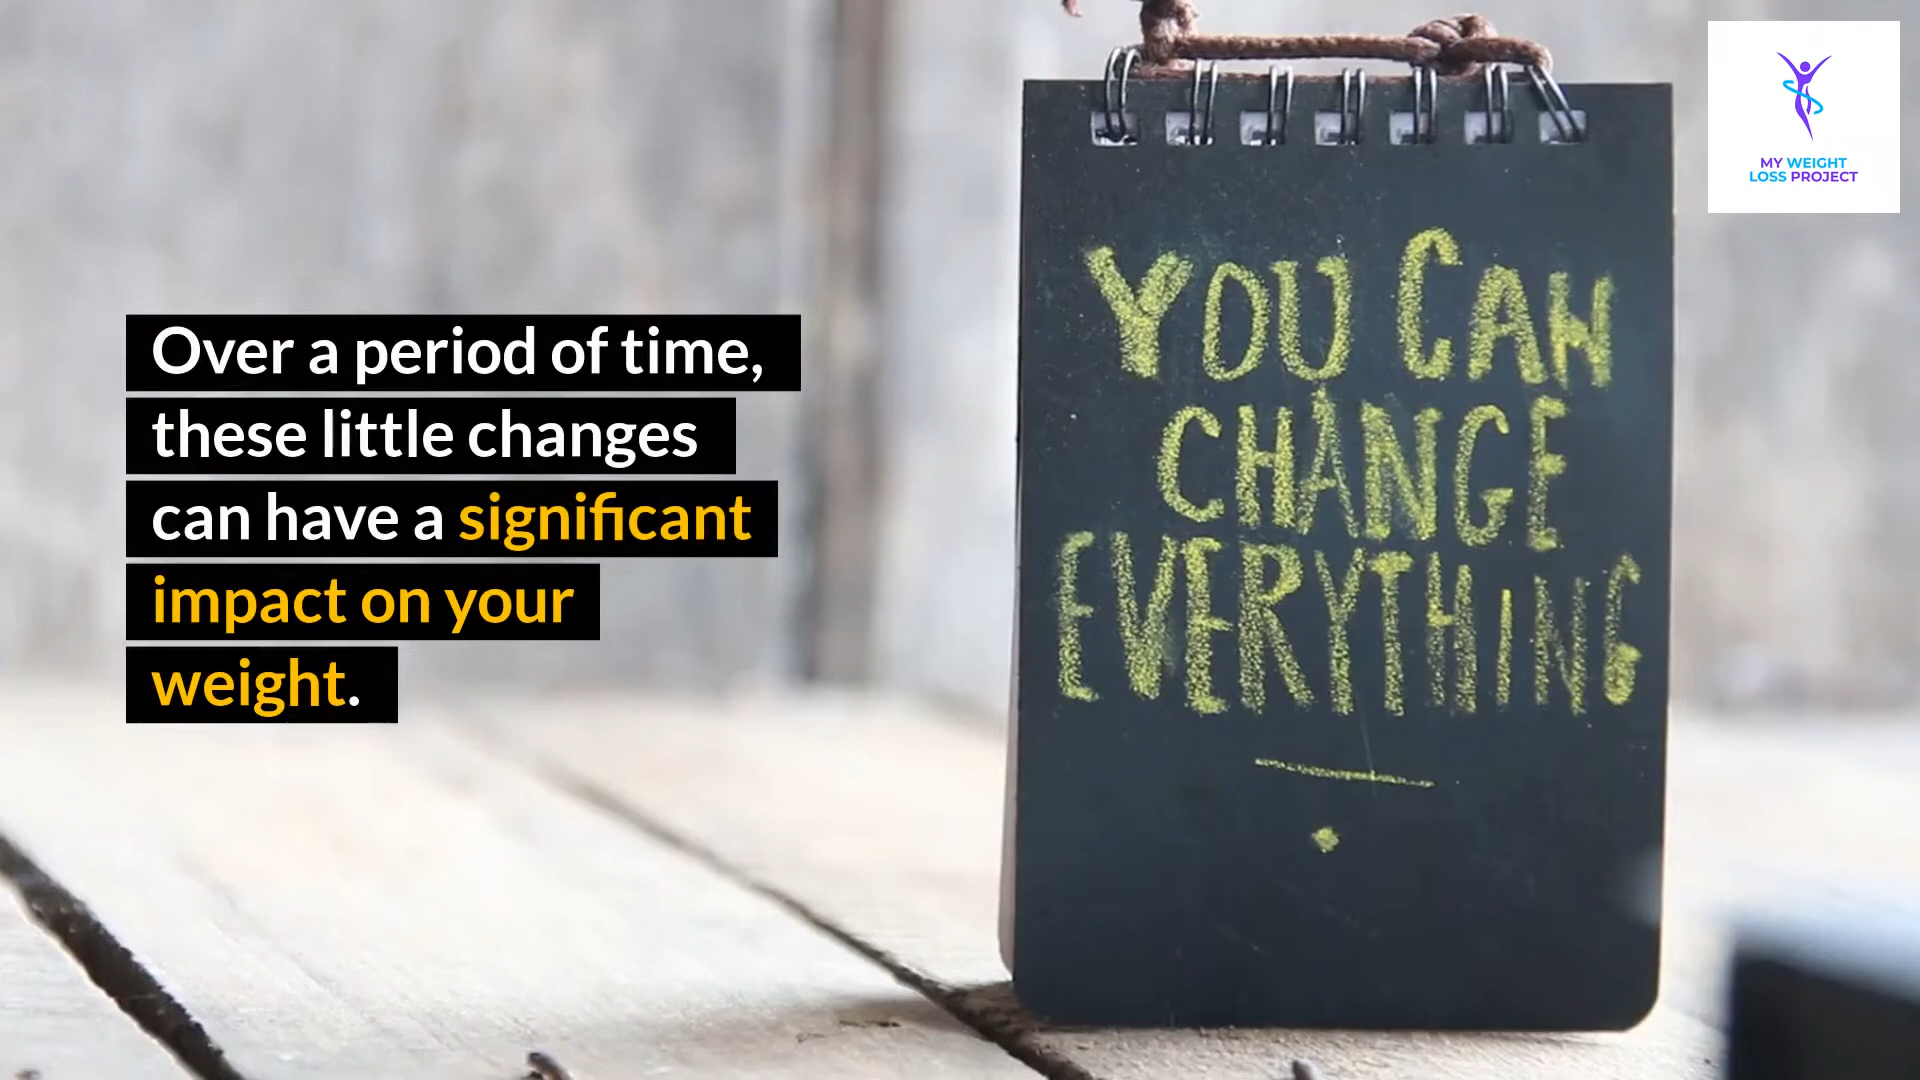 Over a period of time,
these little changes
can have a significant
impact on your
weight.
YOU CAN
CHANGE
EVERYTHING
MY WEIGHT
LOSS PROJECT